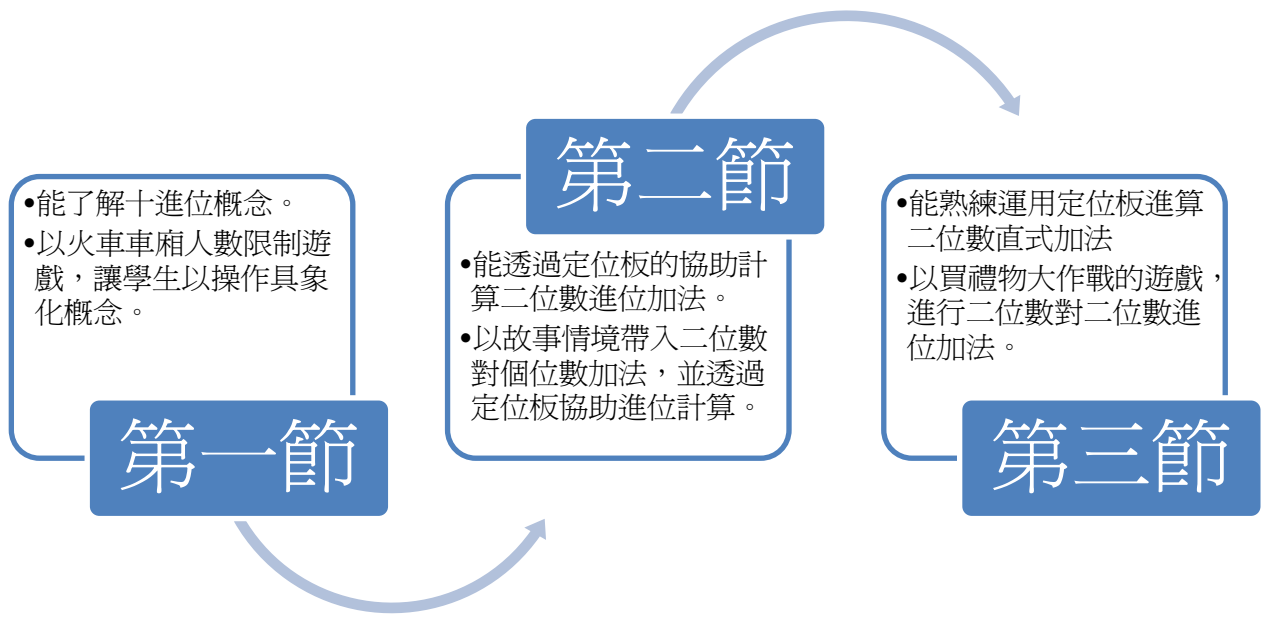 •能了解十進位概念。
•以火車車廂人數限制遊
戲，讓學生以操作具象
化概念。
第一節
第二節
•能透過定位板的協助計
算二位數進位加法。
•以故事情境帶入二位數
對個位數加法，並透過
定位板協助進位計算。
•能熟練運用定位板進算
二位數直式加法
•以買禮物大作戰的遊戲，
進行二位數對二位數進
位加法。
第三節